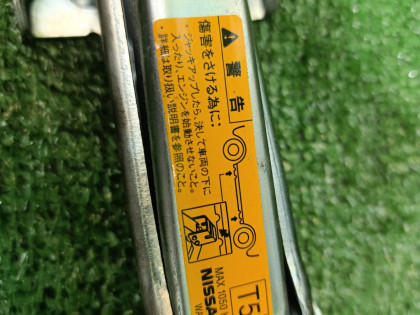 警告
傷害をさける為に:
・ジャッキアップしたら、決して車両の下に
入ったり、エンジンを始動させないこと。
・詳細は取り扱い説明書を参照のこと。
MAX 1050
NISSA
T5